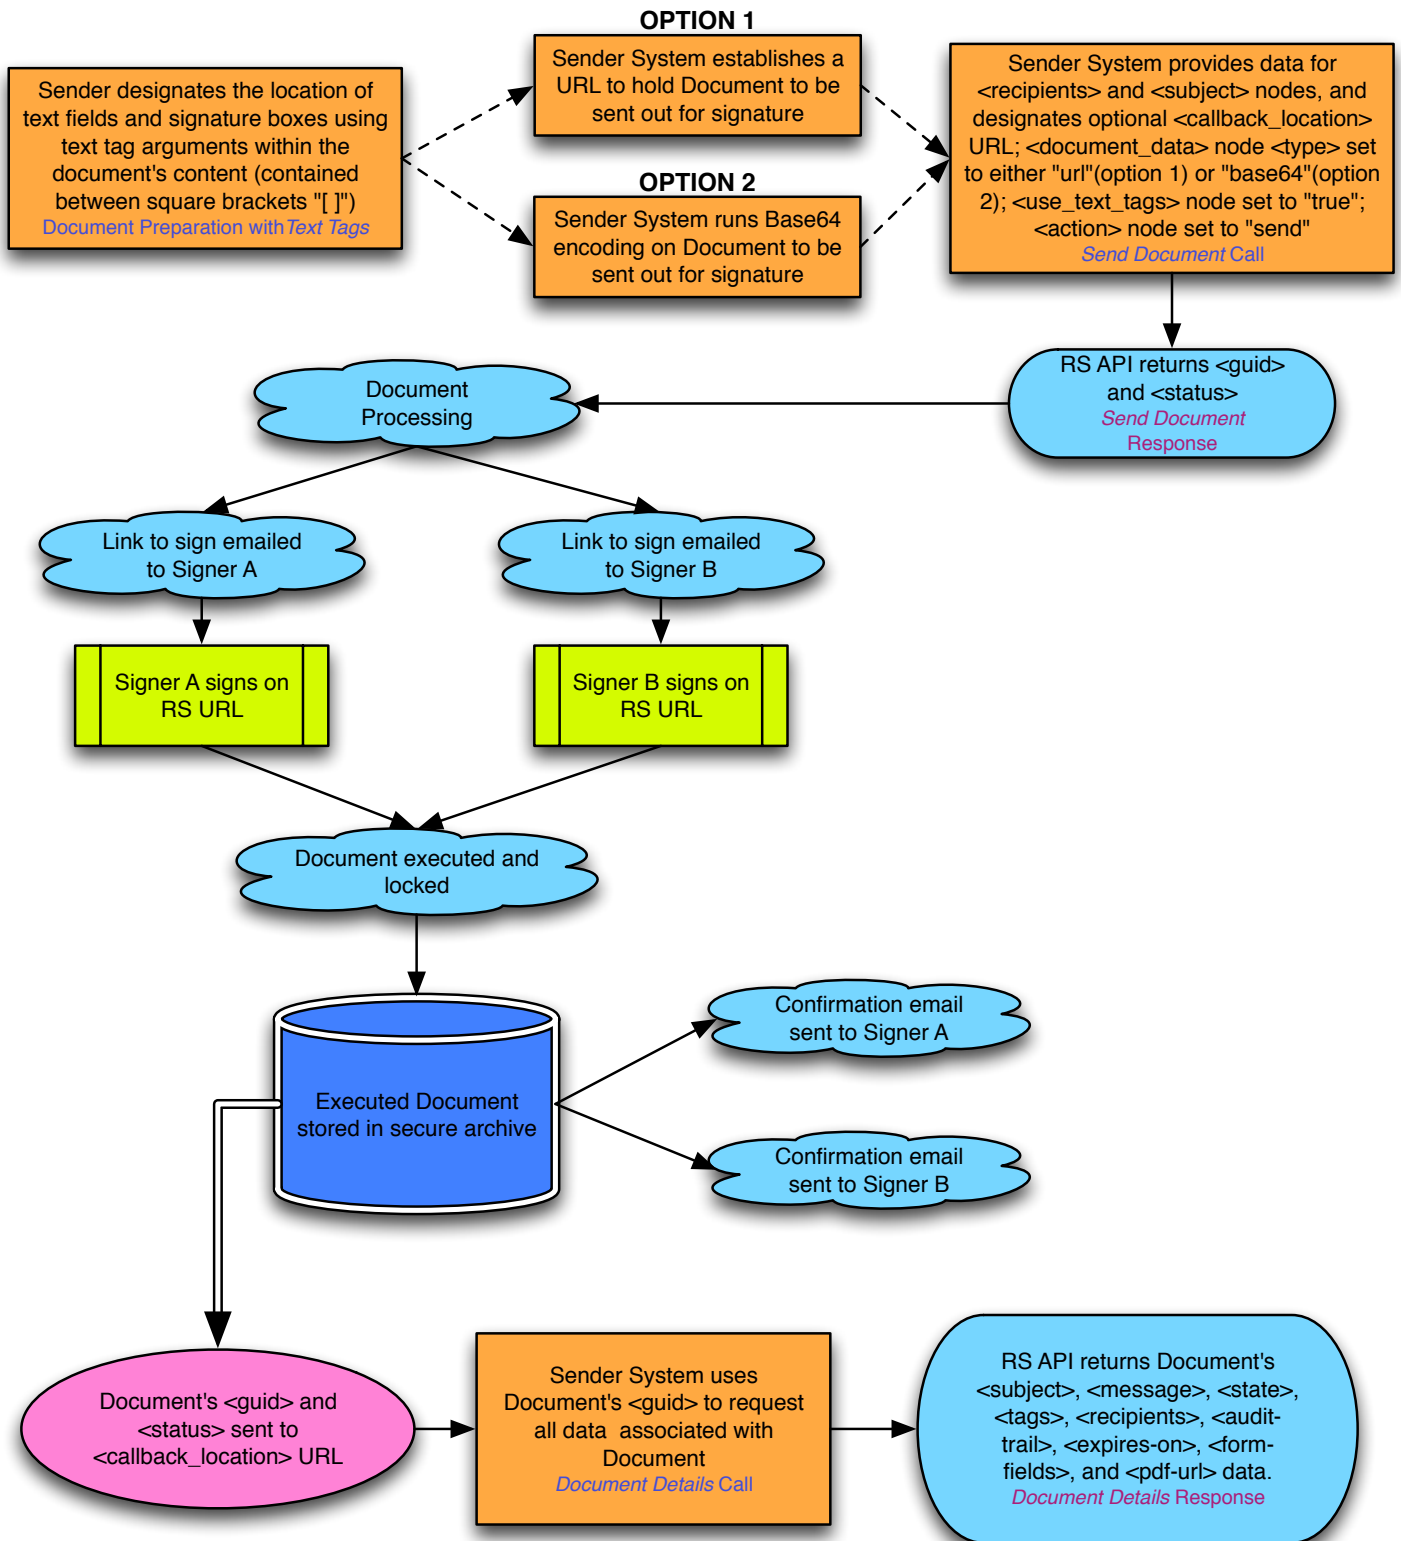 OPTION 1
Sender designates the location of
text fields and signature boxes using
text tag arguments within the
document's content (contained
between square brackets "[ ]")
Document Preparation with Text Tags
Sender System establishes a
URL to hold Document to be
sent out for signature
OPTION 2
Sender System runs Base64
encoding on Document to be
sent out for signature
Sender System provides data for
<recipients> and <subject> nodes, and
designates optional <callback_location>
URL; <document_data> node <type> set
to either "url"(option 1) or "base64"(option
2); <use_text_tags> node set to "true";
<action> node set to "send"
Send Document Call
RS API returns <guid>
and <status>
Send Document
Response
Document
Processing
Link to sign emailed
to Signer A
Link to sign emailed
to Signer B
Signer A signs on
RS URL
Signer B signs on
RS URL
Document executed and
locked
Executed Document
stored in secure archive
Confirmation email
sent to Signer A
Confirmation email
sent to Signer B
Document's <guid> and
<status> sent to
<callback_location> URL
Sender System uses
Document's <guid> to request
all data associated with
Document
Document Details Call
RS API returns Document's
<subject>, <message>, <state>,
<tags>, <recipients>, <audit-
trail>, <expires-on>, <form-
fields>, and <pdf-url> data.
Document Details Response